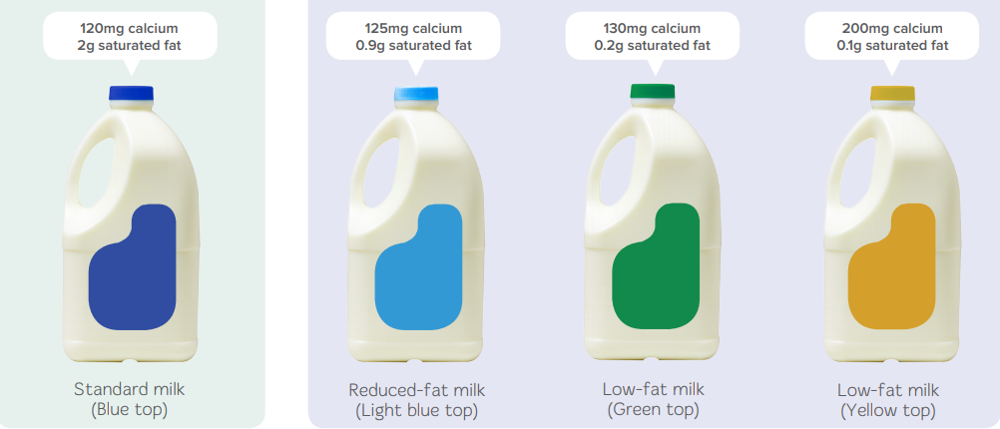 120mg calcium
2g saturated fat
125mg calcium
0.9g saturated fat
130mg calcium
0.2g saturated fat
200mg calcium
0.1g saturated fat
Standard milk
(Blue top)
Reduced-fat milk
(Light blue top)
Low-fat milk
(Green top)
Low-fat milk
(Yellow top)